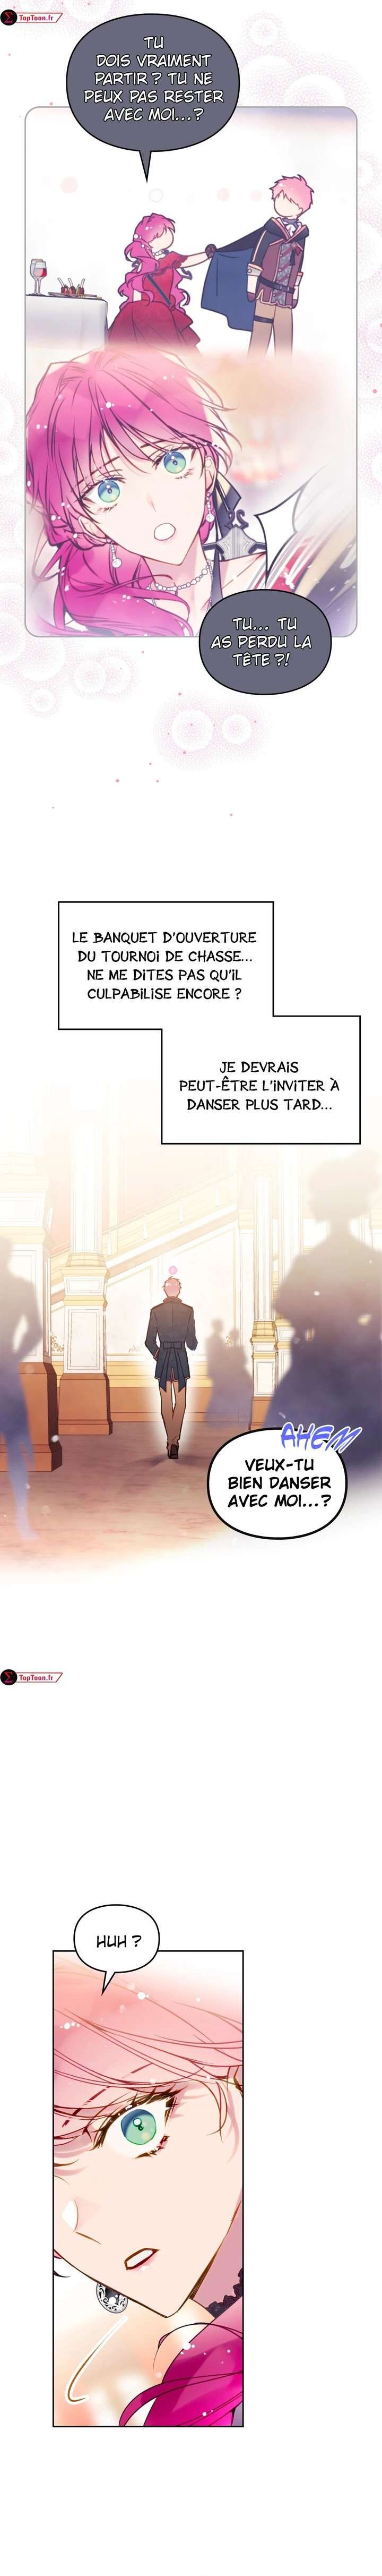 TopToon.fr
TU
DOIS VRAIMENT
PARTIR ? TU NE
PEUX PAS RESTER
AVEC MOI...?
TU... TU
AS PERDU LA
TÊTE ?!
LE BANQUET D'OUVERTURE
DU TOURNOI DE CHASSE...
NE ME DITES PAS QU'IL
CULPABILISE ENCORE ?
JE DEVRAIS
PEUT-ÊTRE L'INVITER À
DANSER PLUS TARD...
AHEM
VEUX-TU
BIEN DANSER
AVEC MOI...?
TopToon.fr
HUH ?